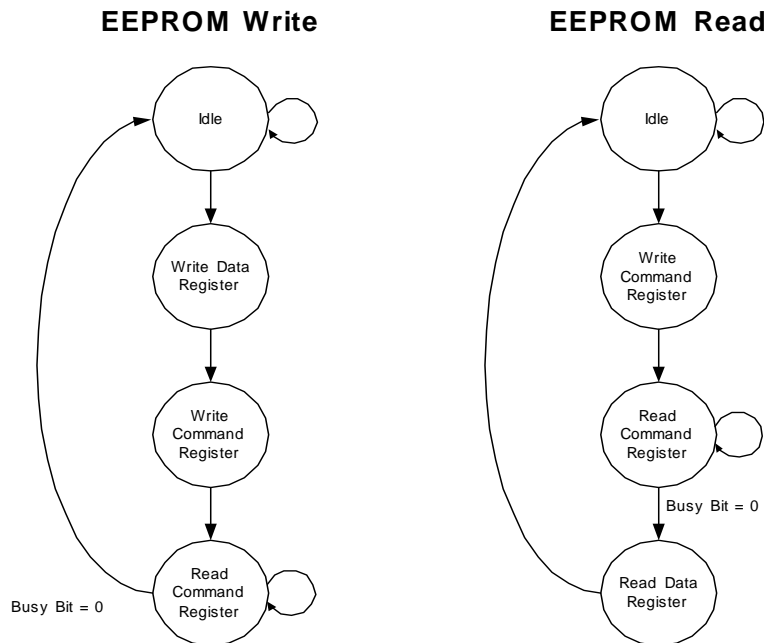 EEPROM Write
Idle
Write Data
Register
Write
Command
Register
Read
Command
Register
Busy Bit = 0
EEPROM Read
Idle
Write
Command
Register
Read
Command
Register
Busy Bit = 0
Read Data
Register